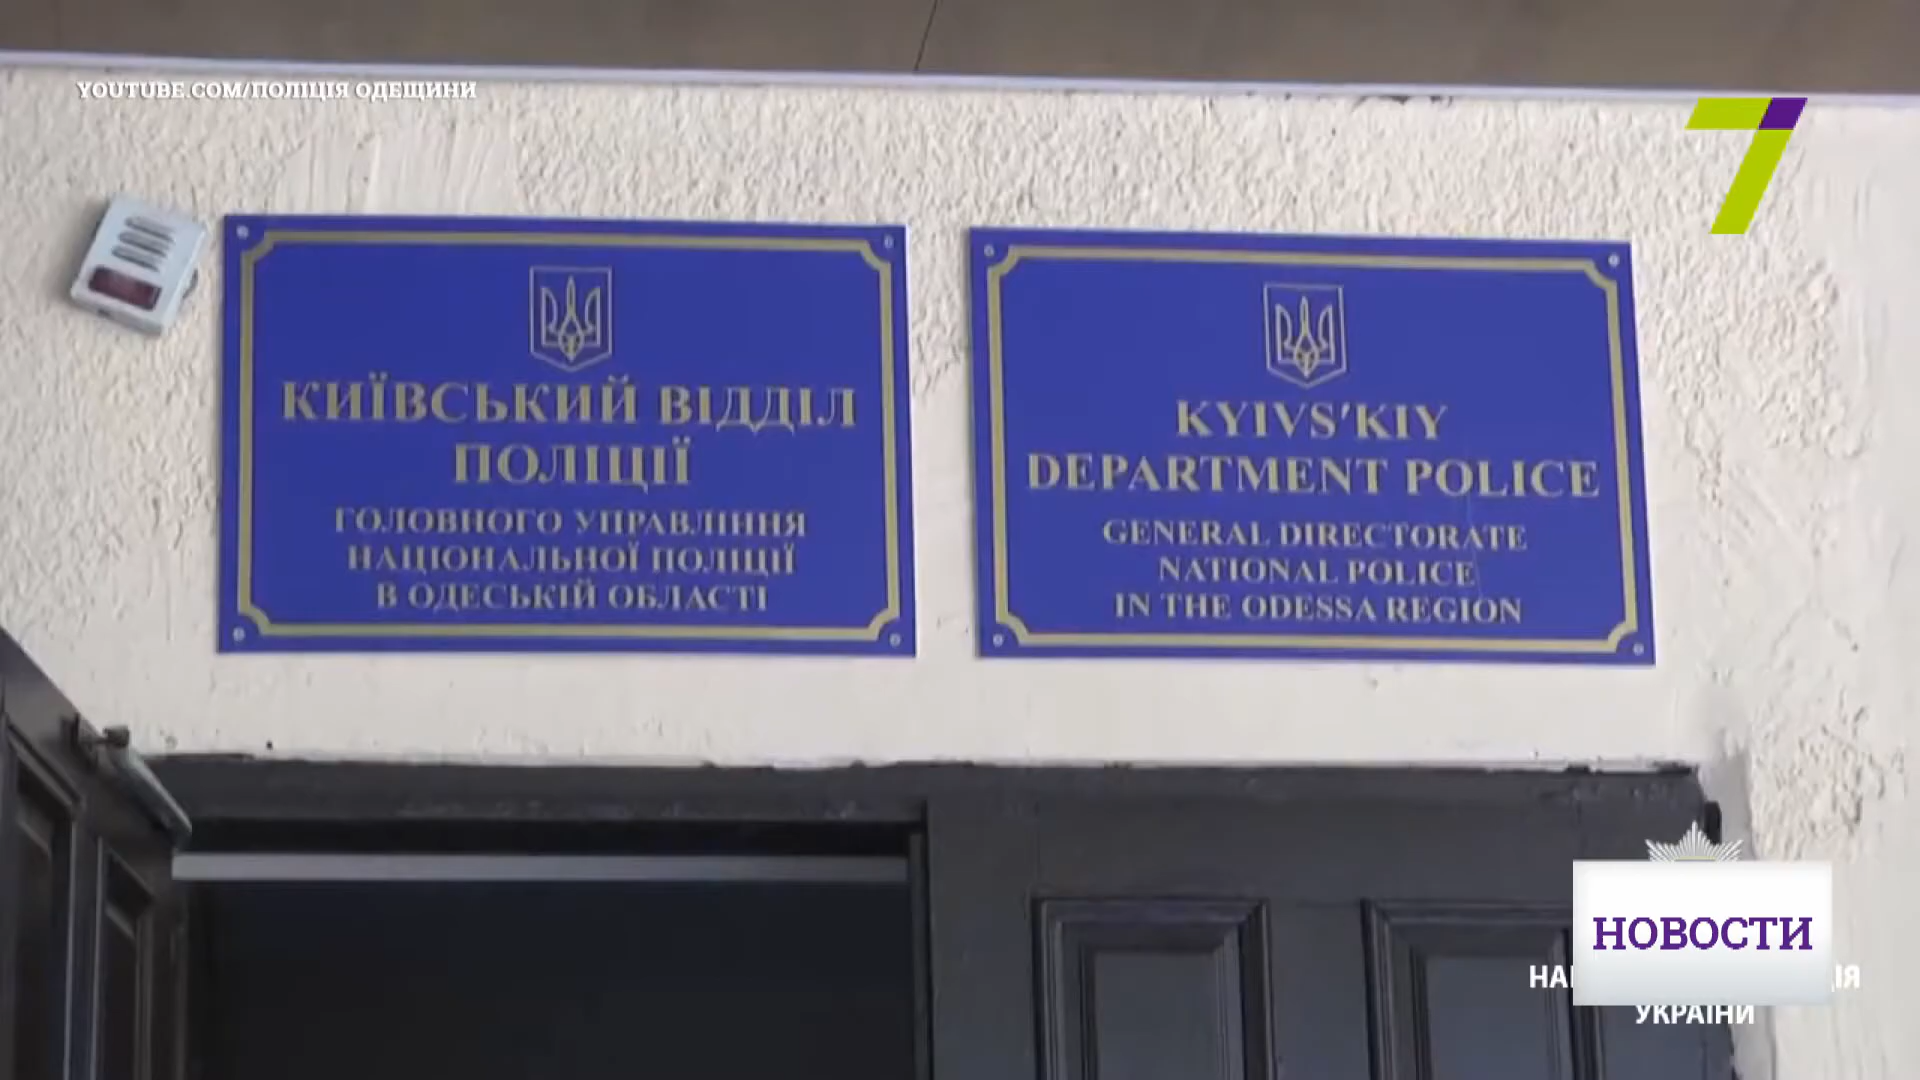 YOUTUBE.COM/ПОЛІЦІЯ ОДЕЩИНИ
7
КИЇВСЬКИЙ ВІДДІЛ
ПОЛІЦІЇ
ГОЛОВНОГО УПРАВЛІННЯ
НАЦІОНАЛЬНОЇ ПОЛІЦІЇ
В ОДЕСЬКІЙ ОБЛАСТІ
KYIVS'KIY
DEPARTMENT POLICE
GENERAL DIRECTORATE
NATIONAL POLICE
IN THE ODESSA REGION
НОВОСТИ
УКРАЇНИ